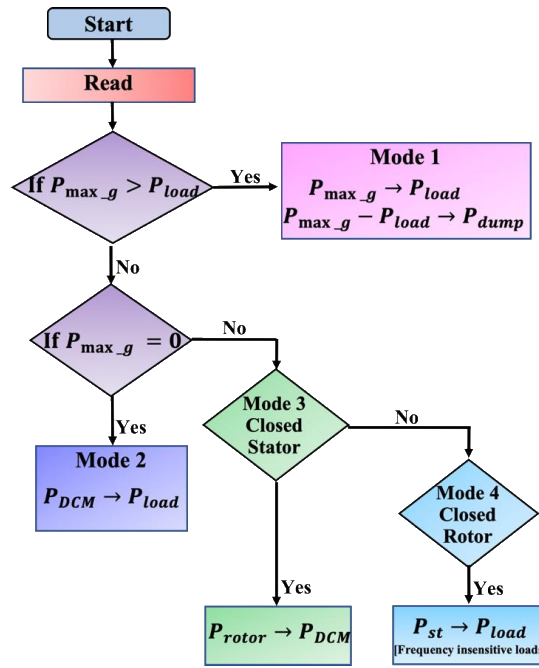 Start
Read
If P_max_g > P_load
Yes
Mode 1
P_max_g → P_load
P_max_g − P_load → P_dump
No
If P_max_g = 0
No
Yes
Mode 2
P_DCM → P_load
Mode 3
Closed
Stator
No
Mode 4
Closed
Rotor
Yes
P_rotor → P_DCM
Yes
P_st → P_load
[Frequency insensitive load